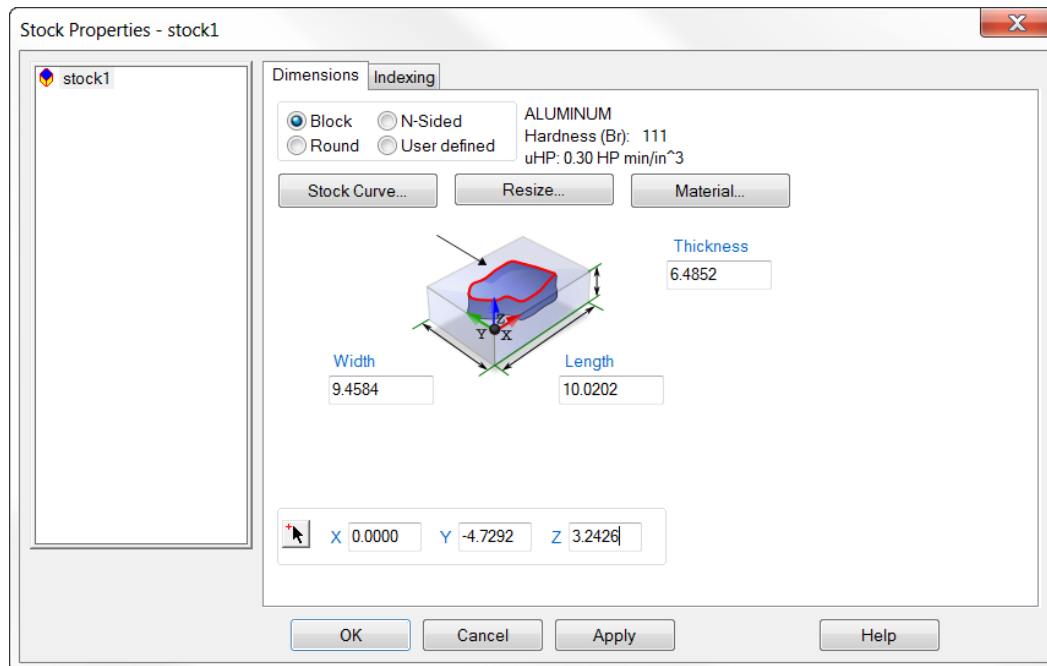 Stock Properties - stock1
X
stock1
Dimensions Indexing
Block N-Sided
Round User defined
ALUMINUM
Hardness (Br): 111
uHP: 0.30 HP min/in^3
Stock Curve... Resize... Material...
Thickness
6.4852
Z
Y X
Width Length
9.4584 10.0202
X 0.0000 Y -4.7292 Z 3.2426
OK Cancel Apply Help